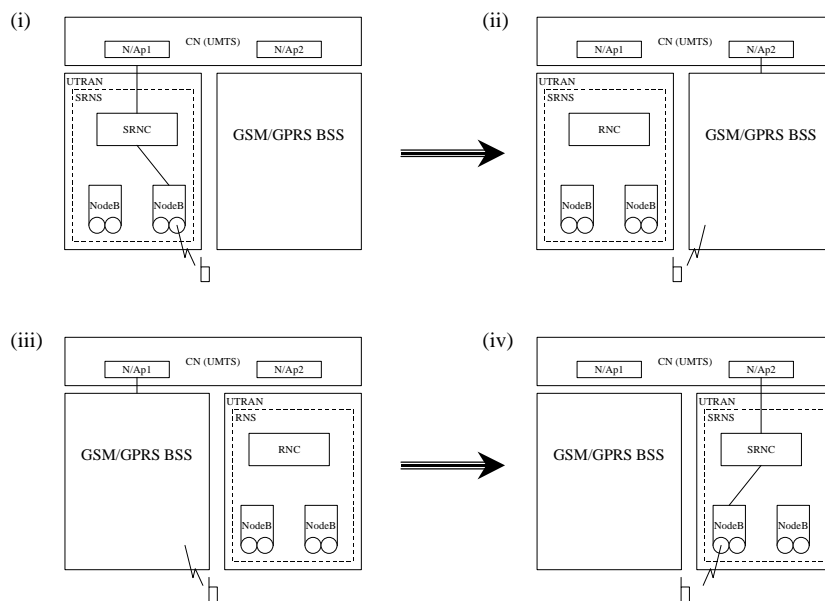 (i)
CN (UMTS)
N/Ap1
N/Ap2
UTRAN
SRNS
SRNC
NodeB
NodeB
GSM/GPRS BSS
(ii)
CN (UMTS)
N/Ap1
N/Ap2
UTRAN
SRNS
RNC
NodeB
NodeB
GSM/GPRS BSS
(iii)
CN (UMTS)
N/Ap1
N/Ap2
GSM/GPRS BSS
UTRAN
RNS
RNC
NodeB
NodeB
(iv)
CN (UMTS)
N/Ap1
N/Ap2
GSM/GPRS BSS
UTRAN
SRNS
SRNC
NodeB
NodeB